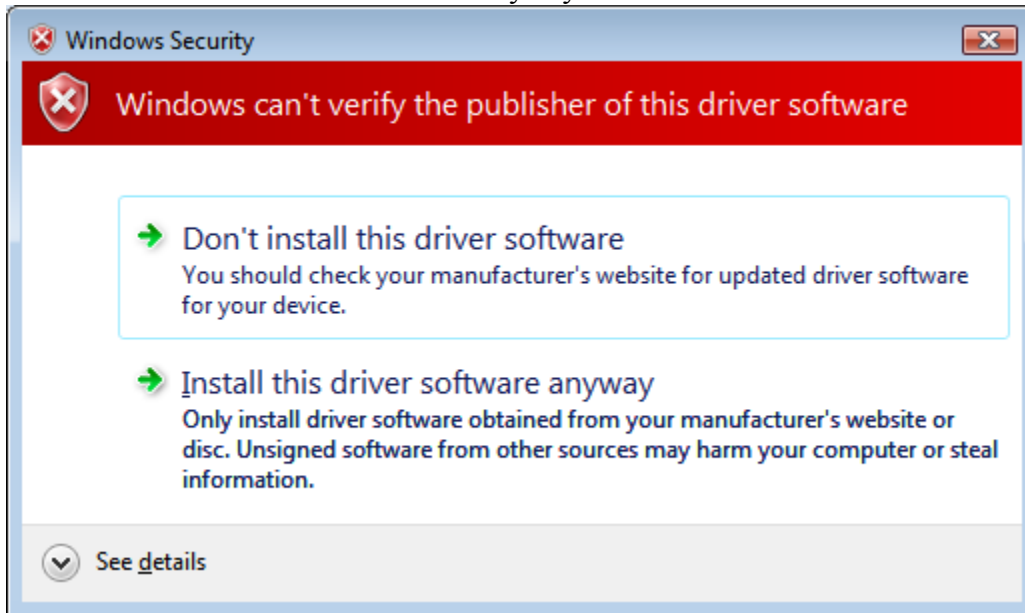 Windows Security
Windows can't verify the publisher of this driver software
Don't install this driver software
You should check your manufacturer's website for updated driver software
for your device.
Install this driver software anyway
Only install driver software obtained from your manufacturer's website or
disc. Unsigned software from other sources may harm your computer or steal
information.
See details